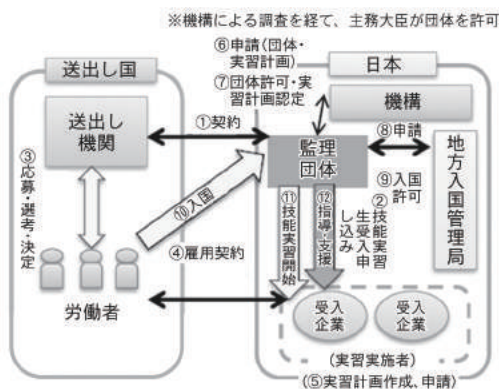 ※機構による調査を経て、主務大臣が団体を許可
⑥申請(団体・
実習計画)
⑦団体許可・実
習計画認定
送出し国
日本
送出し
機関
機構
①契約
監理
団体
⑧申請
地方入国管理局
⑨入国
許可
③応募・選考・決定
⑩入国
④雇用契約
⑪技能実習開始
⑫指導・支援
②技能実習
生受入申
し込み
労働者
受入
企業
受入
企業
(実習実施者)
(⑤実習計画作成、申請)